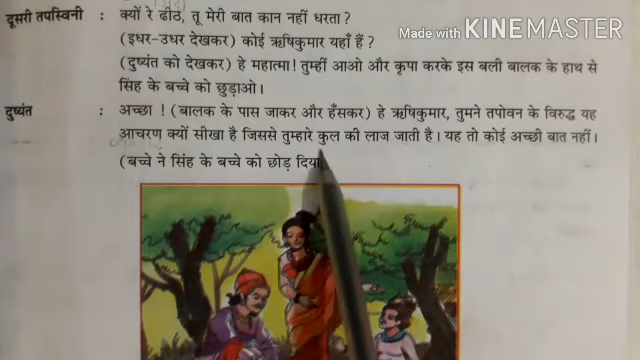 Made with KINEMASTER
दूसरी तपस्विनी : क्यों रे ढीठ, तू मेरी बात कान नहीं धरता?
(इधर-उधर देखकर) कोई ऋषिकुमार यहाँ हैं?
(दुष्यंत को देखकर) हे महात्मा! तुम्हीं आओ और कृपा करके इस बली बालक के हाथ से
सिंह के बच्चे को छुड़ाओ।
दुष्यंत : अच्छा ! (बालक के पास जाकर और हँसकर) हे ऋषिकुमार, तुमने तपोवन के विरुद्ध यह
आचरण क्यों सीखा है जिससे तुम्हारे कुल की लाज जाती है। यह तो कोई अच्छी बात नहीं।
(बच्चे ने सिंह के बच्चे को छोड़ दिया